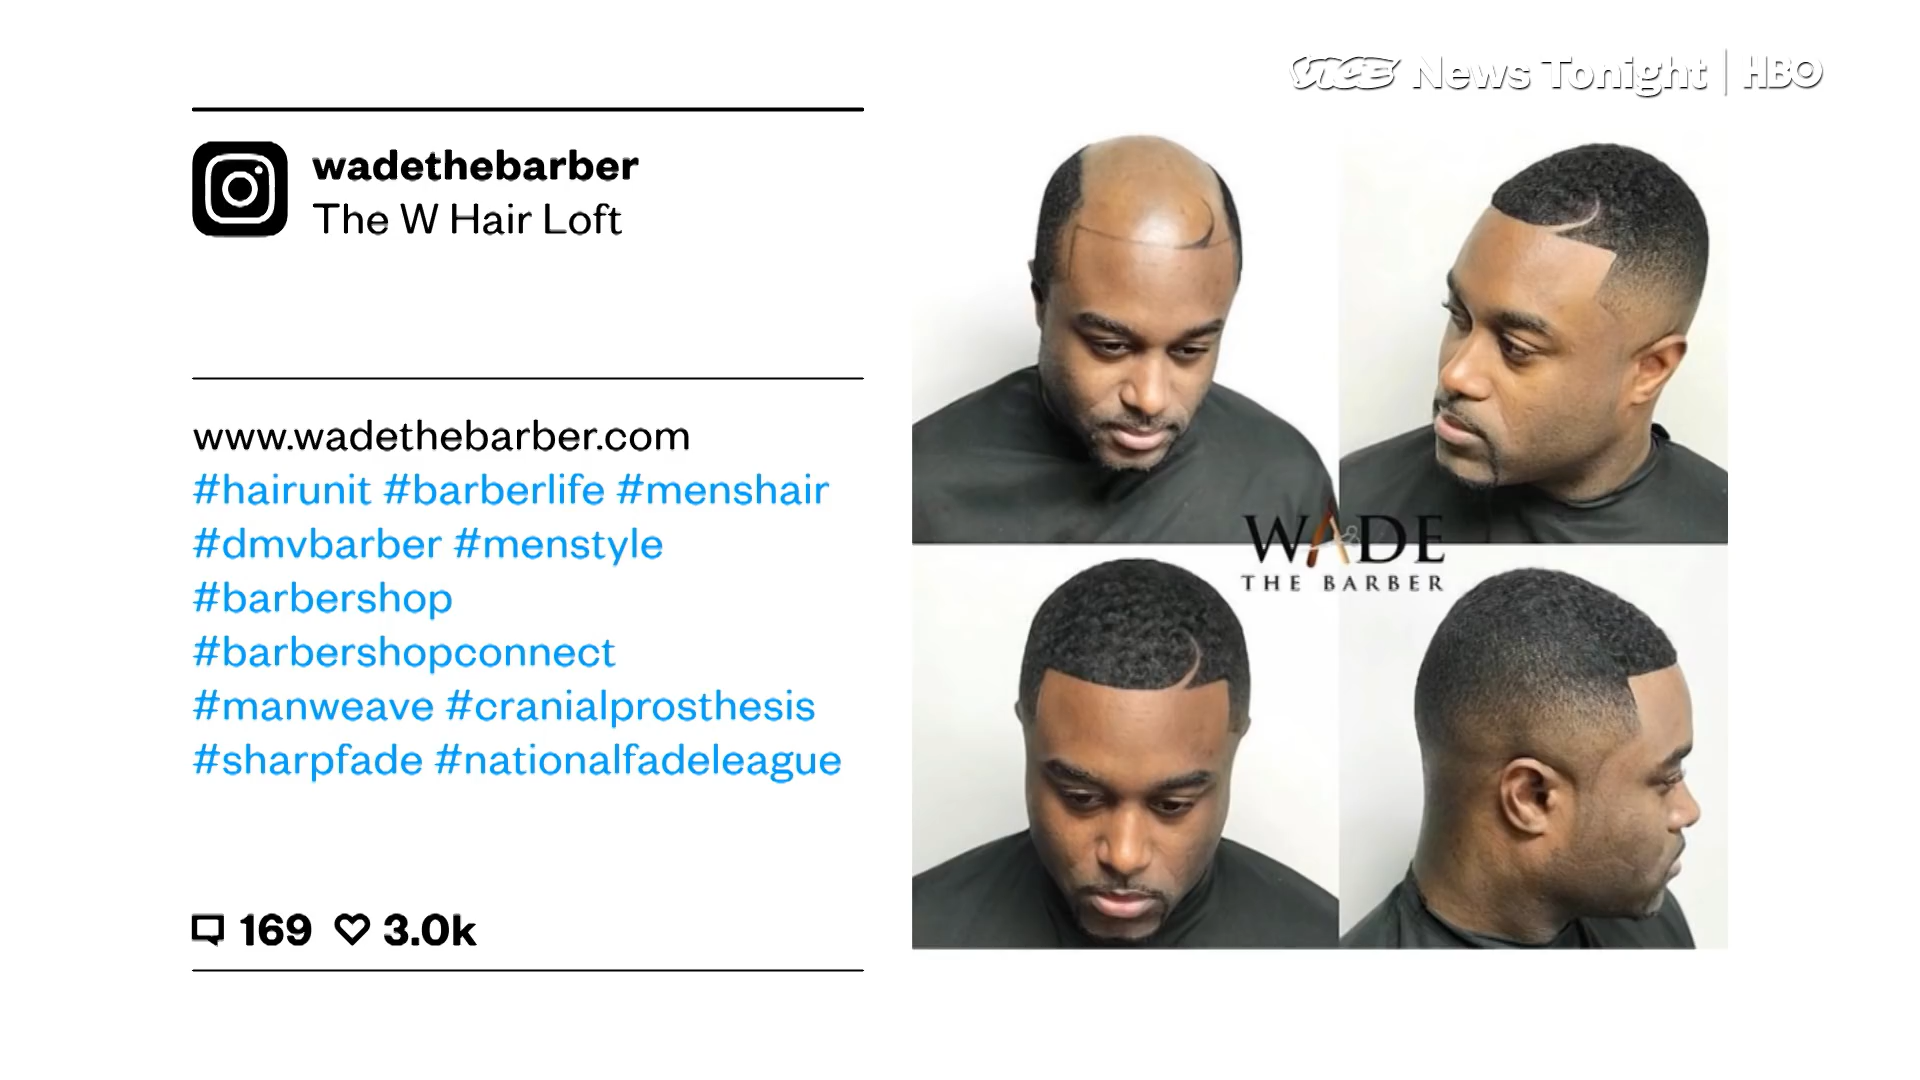 VICE News Tonight | HBO
wadethebarber
The W Hair Loft
www.wadethebarber.com
#hairunit #barberlife #menshair
#dmvbarber #menstyle
#barbershop
#barbershopconnect
#manweave #cranialprosthesis
#sharpfade #nationalfadeleague
169 3.0k
WADE
THE BARBER